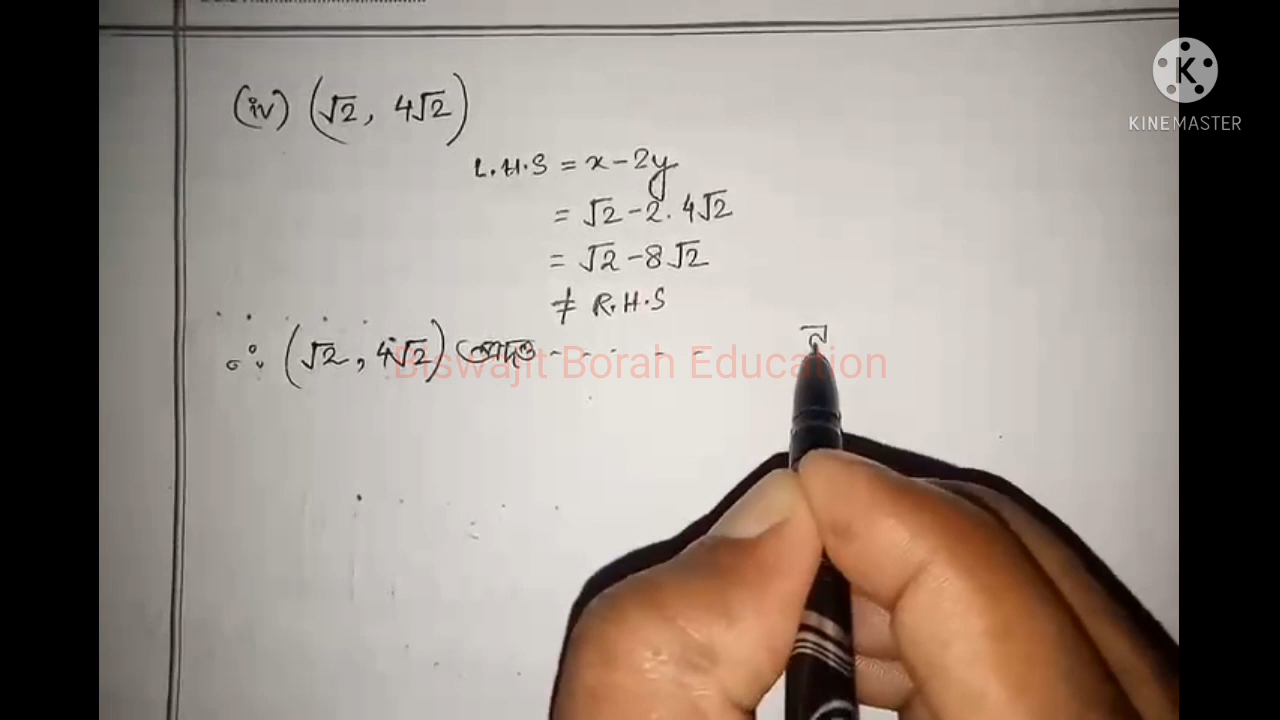 (iv) (√2, 4√2)
L.H.S = x - 2y
= √2 - 2. 4√2
= √2 - 8√2
≠ R.H.S
∴ (√2, 4√2) - - - - -
Biswajit Borah Education
KINEMASTER